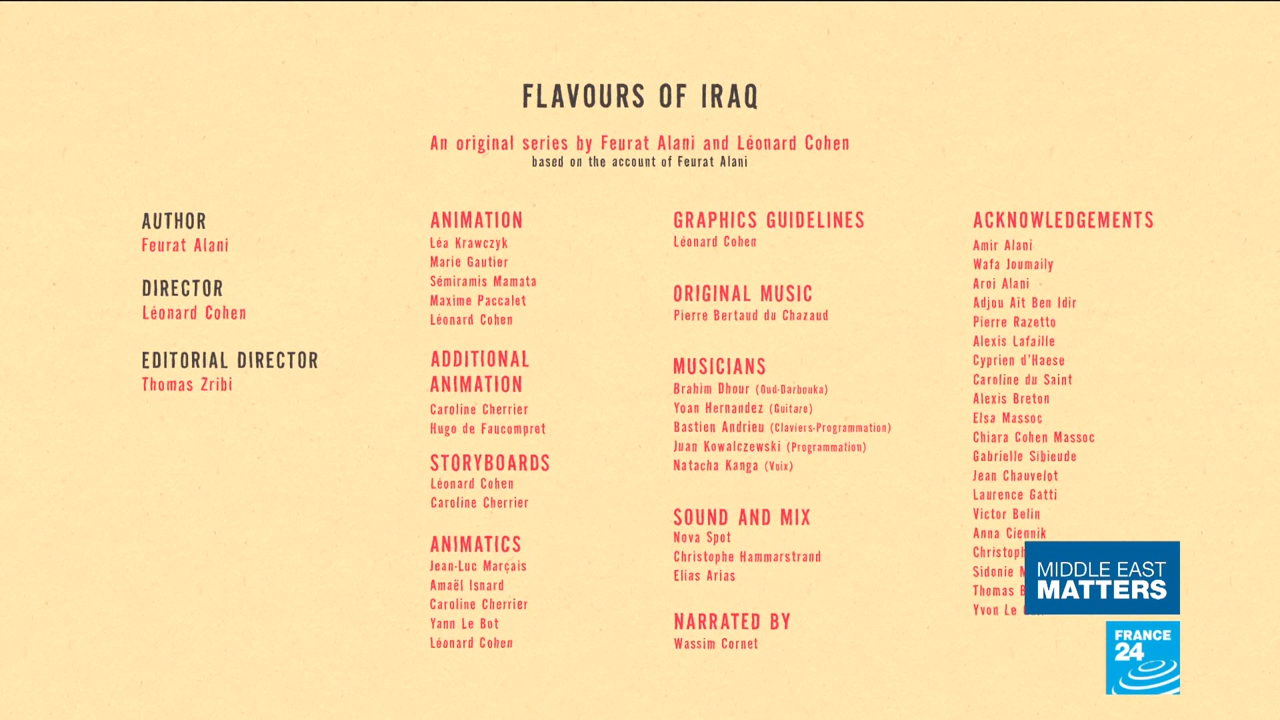 FLAVOURS OF IRAQ
An original series by Feurat Alani and Léonard Cohen
based on the account of Feurat Alani
AUTHOR
Feurat Alani
DIRECTOR
Léonard Cohen
EDITORIAL DIRECTOR
Thomas Zribi
ANIMATION
Léa Krawczyk
Marie Gautier
Sémiramis Mamata
Maxime Paccalet
Léonard Cohen
ADDITIONAL
ANIMATION
Caroline Cherrier
Hugo de Faucompret
STORYBOARDS
Léonard Cohen
Caroline Cherrier
ANIMATICS
Jean-Luc Marçais
Amaël Isnard
Caroline Cherrier
Yann Le Bot
Léonard Cohen
GRAPHICS GUIDELINES
Léonard Cohen
ORIGINAL MUSIC
Pierre Bertaud du Chazaud
MUSICIANS
Brahim Dhour (Oud-Darbouka)
Yoan Hernandez (Guitare)
Bastien Andrieu (Claviers-Programmation)
Juan Kowalczewski (Programmation)
Natacha Kanga (Voix)
SOUND AND MIX
Nova Spot
Christophe Hammarstrand
Elias Arias
NARRATED BY
Wassim Cornet
ACKNOWLEDGEMENTS
Amir Alani
Wafa Joumaily
Aroi Alani
Adjou Ait Ben Idir
Pierre Razetto
Alexis Lafaille
Cyprien d'Haese
Caroline du Saint
Alexis Breton
Elsa Massoc
Chiara Cohen Massoc
Gabrielle Sibieude
Jean Chauvelot
Laurence Gatti
Victor Belin
Anna Ciennik
Sidonie
Thomas
Yvon Le
MIDDLE EAST
MATTERS
FRANCE
24